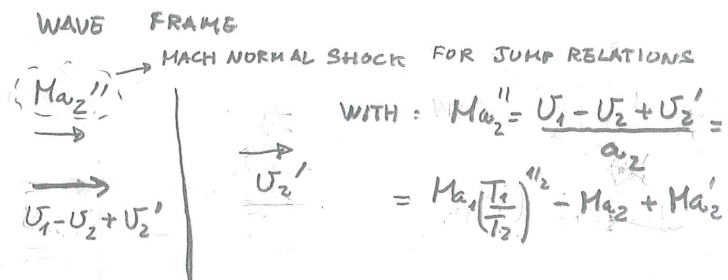 WAVE FRAME
MACH NORMAL SHOCK FOR JUMP RELATIONS
Ma₂''
WITH : Ma₂'' = (U₁ - U₂ + U₂') / a₂ =
U₂'
= Ma₁ (T₁/T₂)^1/2 - Ma₂ + Ma₂'
U₁ - U₂ + U₂'